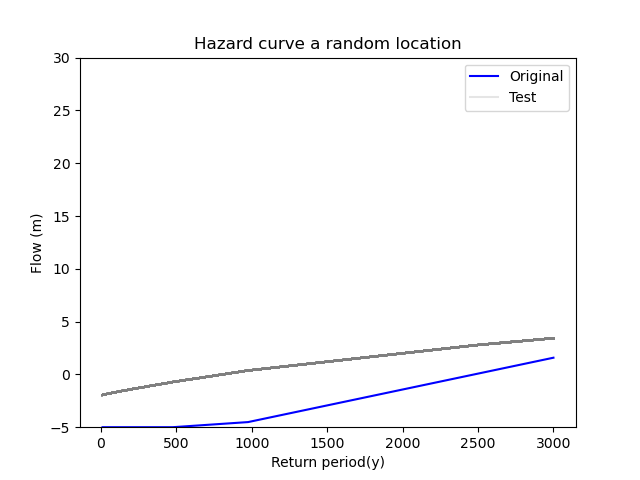 Hazard curve a random location
Original
Test
30
25
20
15
10
5
0
−5
Flow (m)
0 500 1000 1500 2000 2500 3000
Return period(y)